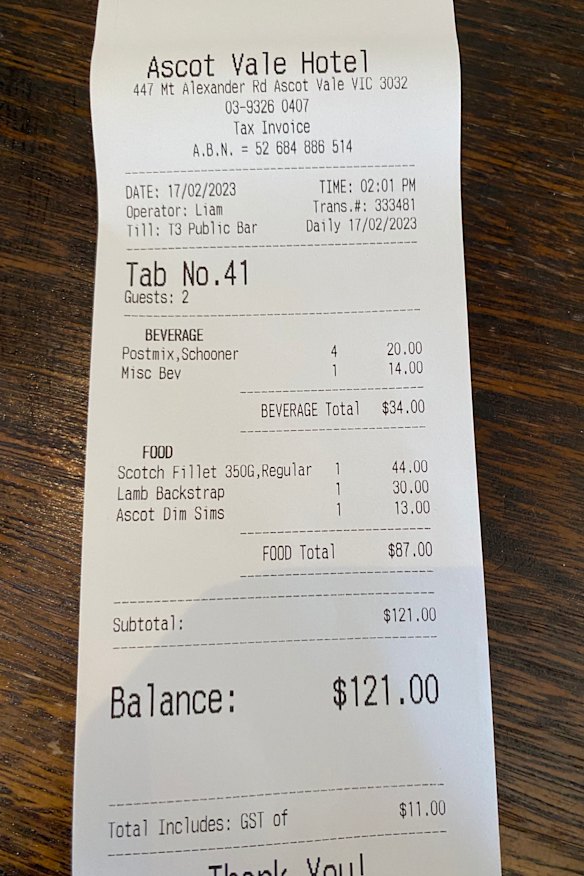 Ascot Vale Hotel
447 Mt Alexander Rd Ascot Vale VIC 3032
03-9326 0407
Tax Invoice
A.B.N. = 52 684 886 514
DATE: 17/02/2023 TIME: 02:01 PM
Operator: Liam Trans.#: 333481
Till: T3 Public Bar Daily 17/02/2023
Tab No.41
Guests: 2
BEVERAGE
Postmix,Schooner 4 20.00
Misc Bev 1 14.00
BEVERAGE Total $34.00
FOOD
Scotch Fillet 350G,Regular 1 44.00
Lamb Backstrap 1 30.00
Ascot Dim Sims 1 13.00
FOOD Total $87.00
Subtotal: $121.00
Balance: $121.00
Total Includes: GST of $11.00
Thank You!